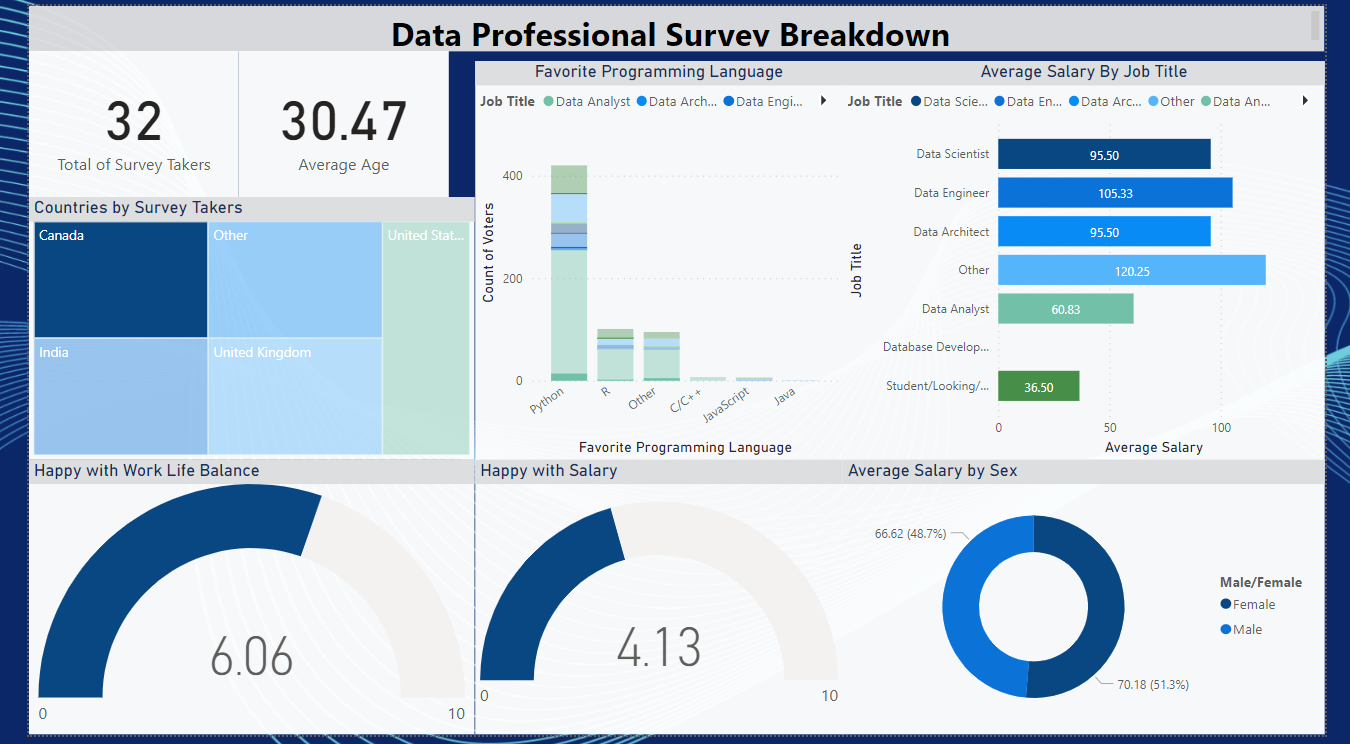 Data Professional Survey Breakdown
32
Total of Survey Takers
30.47
Average Age
Countries by Survey Takers
Canada
Other
United Stat...
India
United Kingdom
Favorite Programming Language
Job Title Data Analyst Data Arch... Data Engi...
Count of Voters
400
200
0
Python
R
Other
C/C++
JavaScript
Java
Favorite Programming Language
Average Salary By Job Title
Job Title Data Scie... Data En... Data Arc... Other Data An...
Job Title
Data Scientist 95.50
Data Engineer 105.33
Data Architect 95.50
Other 120.25
Data Analyst 60.83
Database Develop...
Student/Looking/... 36.50
0 50 100
Average Salary
Happy with Work Life Balance
6.06
0 10
Happy with Salary
4.13
0 10
Average Salary by Sex
66.62 (48.7%)
70.18 (51.3%)
Male/Female
Female
Male